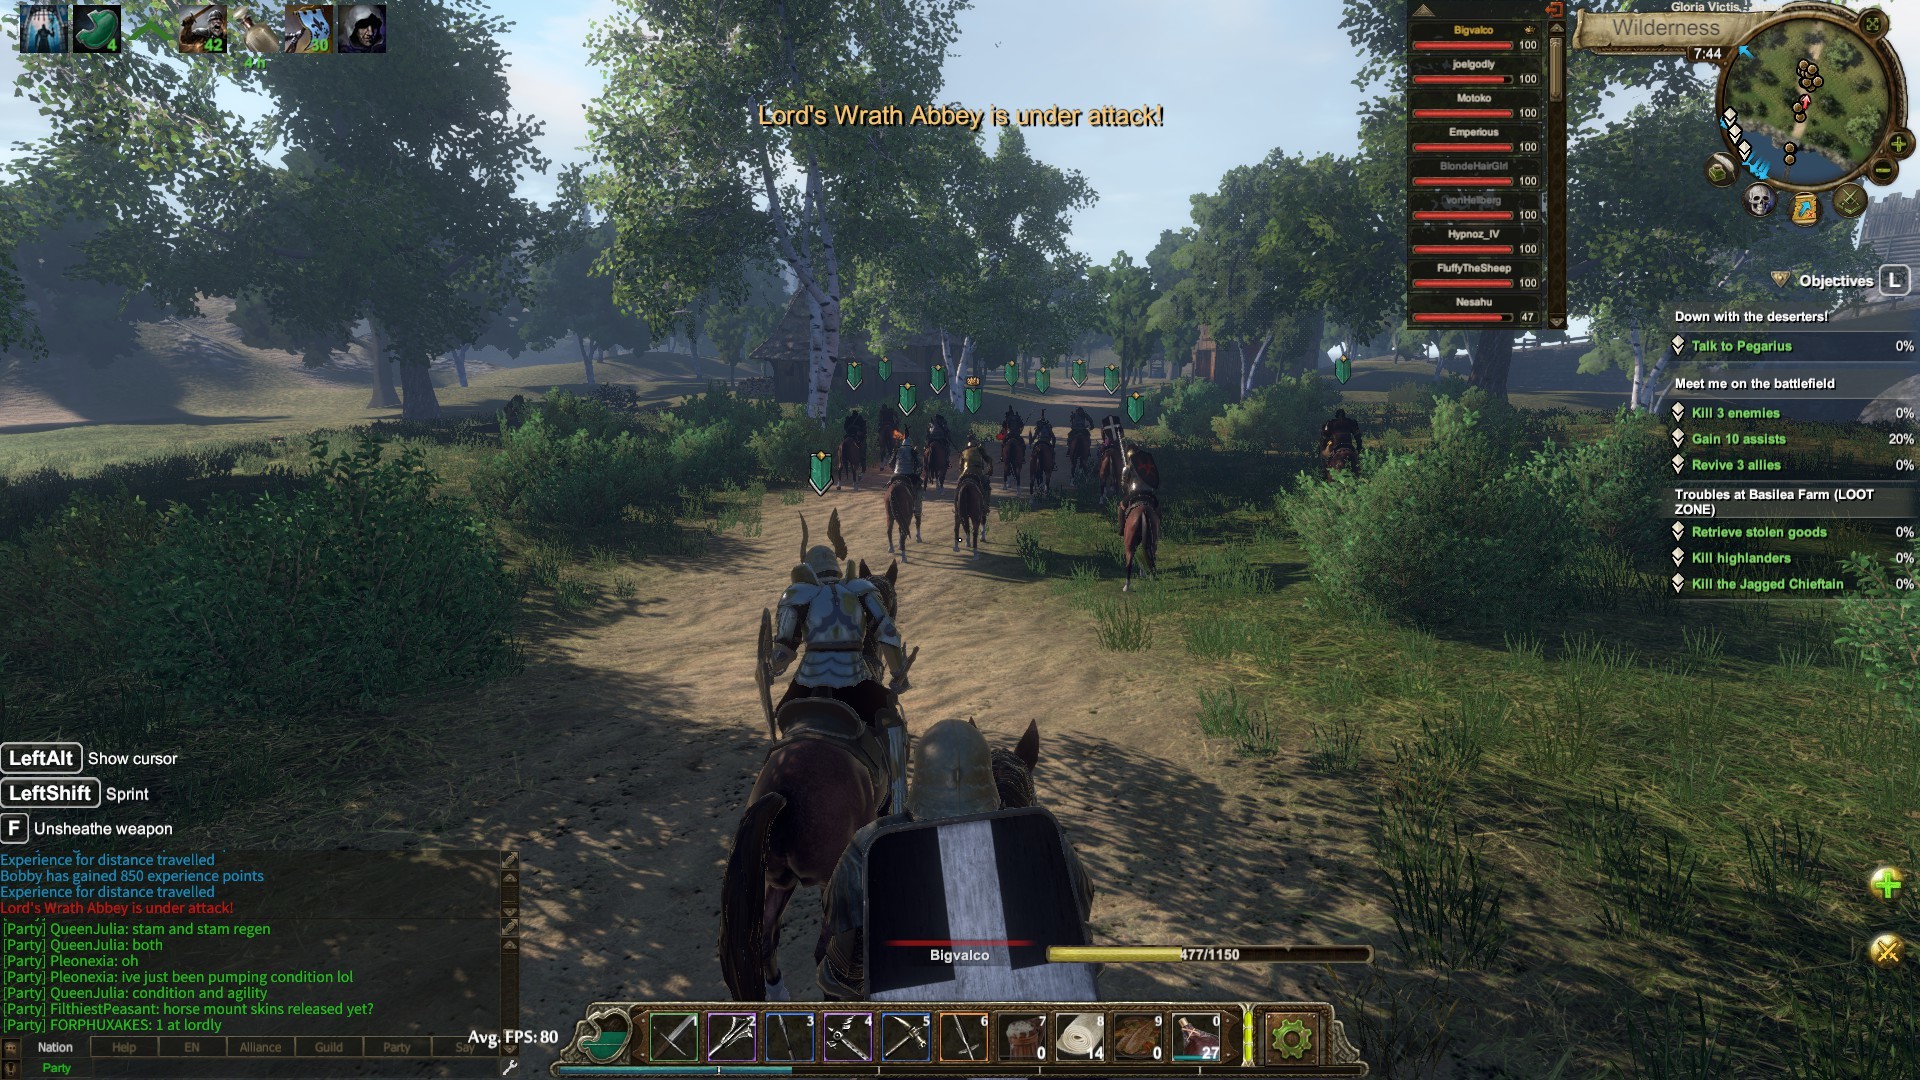 4
42
4 h
30
Lord's Wrath Abbey is under attack!
Bigvalco
100
joelgodly
100
Motoko
100
Emperious
100
BlondeHairGirl
100
vonHellberg
100
Hypnoz_IV
100
FluffyTheSheep
100
Nesahu
47
Gloria Victis
Wilderness
7:44
Objectives L
Down with the deserters!
Talk to Pegarius 0%
Meet me on the battlefield
Kill 3 enemies 0%
Gain 10 assists 20%
Revive 3 allies 0%
Troubles at Basilea Farm (LOOT
ZONE)
Retrieve stolen goods 0%
Kill highlanders 0%
Kill the Jagged Chieftain 0%
LeftAlt Show cursor
LeftShift Sprint
F Unsheathe weapon
Experience for distance travelled
Bobby has gained 850 experience points
Experience for distance travelled
Lord's Wrath Abbey is under attack!
[Party] QueenJulia: stam and stam regen
[Party] QueenJulia: both
[Party] Pleonexia: oh
[Party] Pleonexia: ive just been pumping condition lol
[Party] QueenJulia: condition and agility
[Party] FilthiestPeasant: horse mount skins released yet?
[Party] FORPHUXAKES: 1 at lordly
Nation Help EN Alliance Guild Party Say
Party
Avg. FPS: 80
Bigvalco
477/1150
1 2 3 4 5 6 7 8 9 0
0 14 0 27